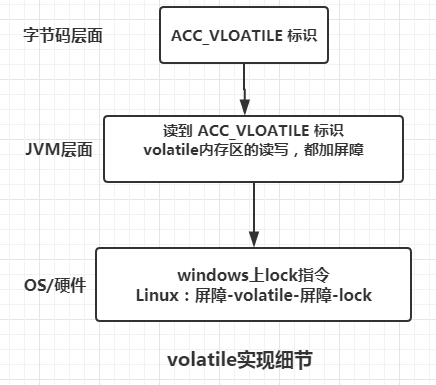 字节码层面
ACC_VLOATILE 标识
JVM层面
读到 ACC_VLOATILE 标识
volatile内存区的读写，都加屏障
OS/硬件
windows上lock指令
Linux：屏障-volatile-屏障-lock
volatile实现细节